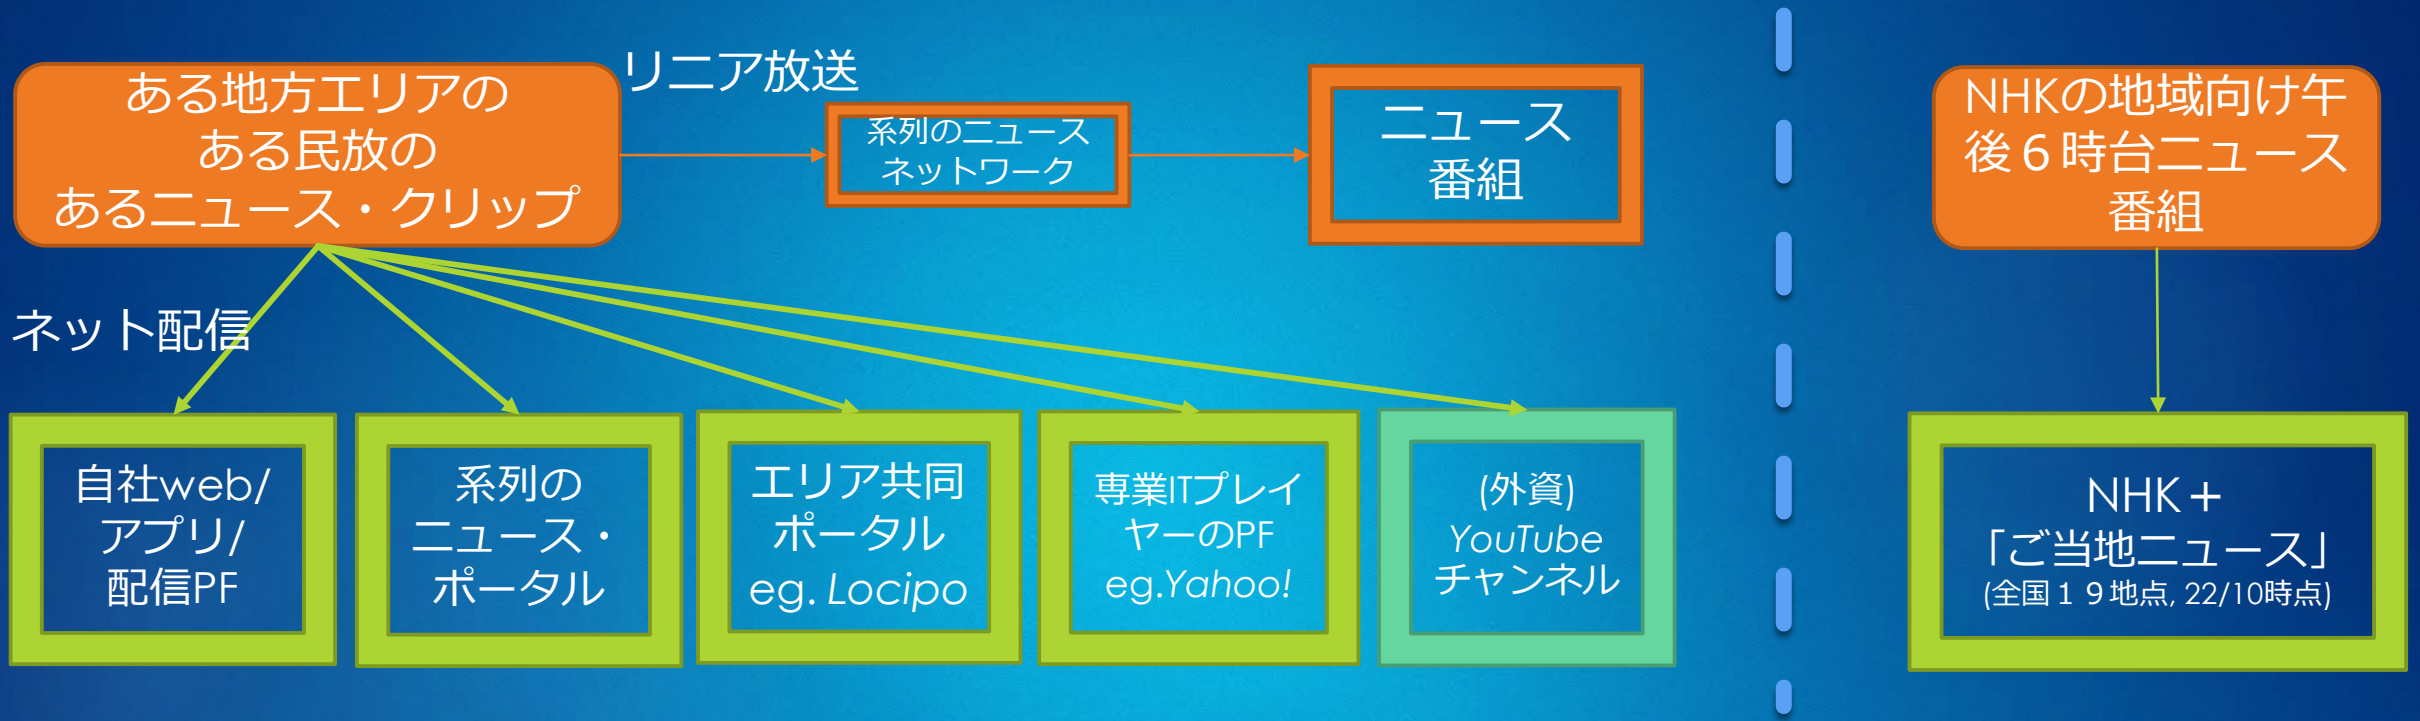 リニア放送
ある地方エリアの
ある民放の
あるニュース・クリップ
系列のニュース
ネットワーク
ニュース
番組
ネット配信
自社web/
アプリ/
配信PF
系列の
ニュース・
ポータル
エリア共同
ポータル
eg. Locipo
専業ITプレイ
ヤーのPF
eg.Yahoo!
(外資)
YouTube
チャンネル
NHKの地域向け午
後６時台ニュース
番組
NHK＋
「ご当地ニュース」
(全国１９地点, 22/10時点)